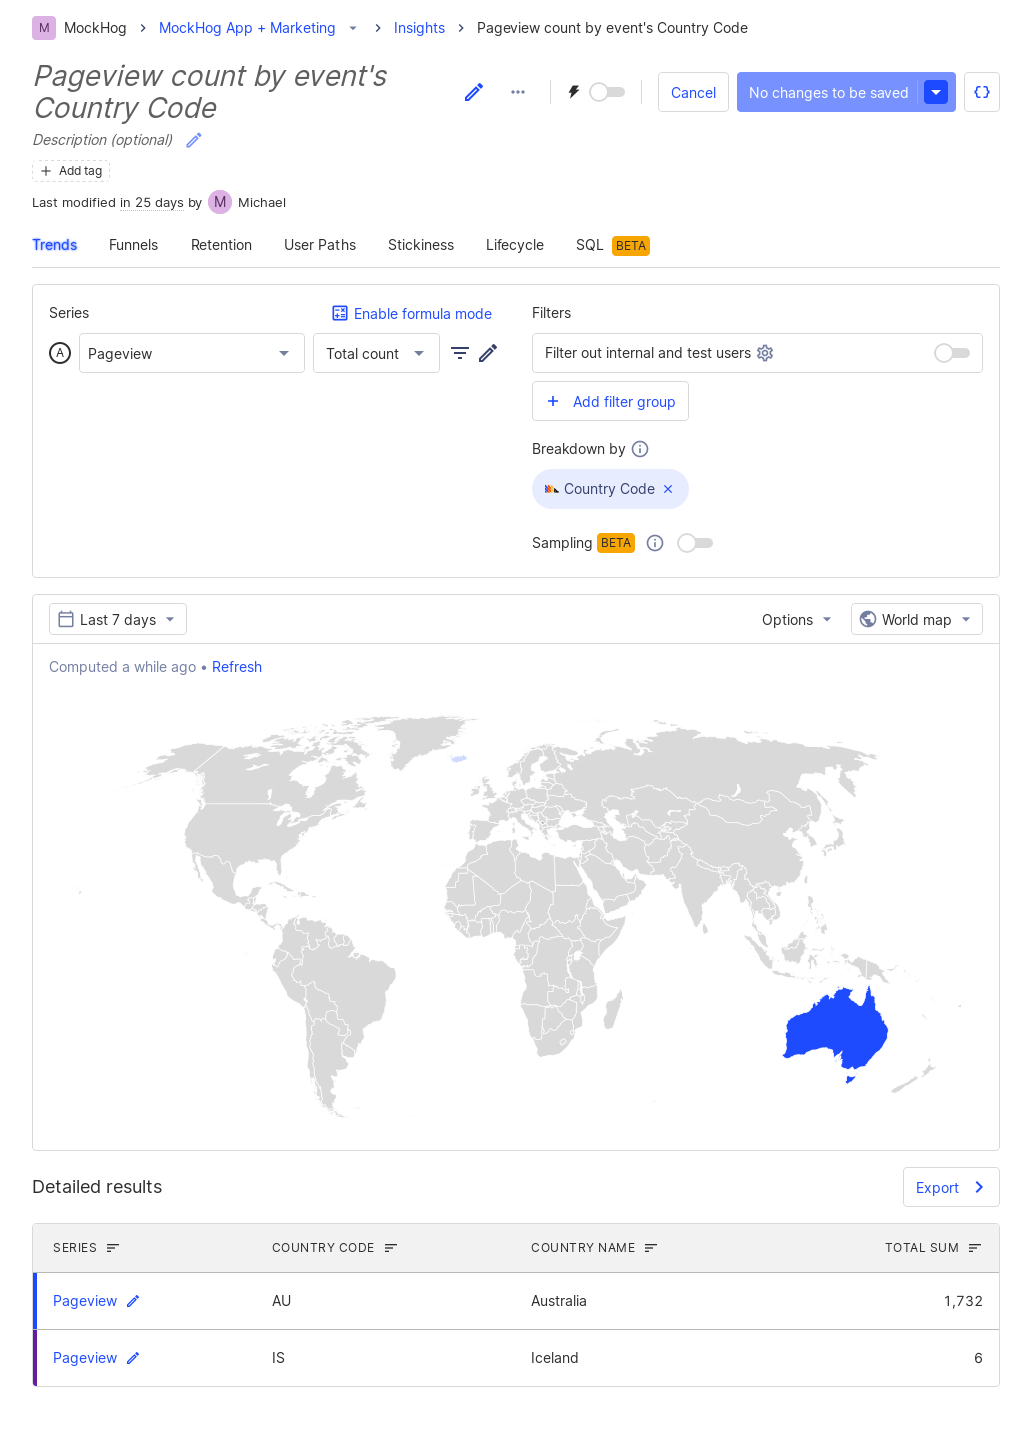 M MockHog MockHog App + Marketing Insights Pageview count by event's Country Code
Pageview count by event's
Country Code
Cancel No changes to be saved
Description (optional)
Add tag
Last modified in 25 days by M Michael
Trends Funnels Retention User Paths Stickiness Lifecycle SQL BETA
Series Enable formula mode
A Pageview Total count
Filters
Filter out internal and test users
Add filter group
Breakdown by
Country Code
Sampling BETA
Last 7 days Options World map
Computed a while ago • Refresh
Detailed results Export
SERIES COUNTRY CODE COUNTRY NAME TOTAL SUM
Pageview AU Australia 1,732
Pageview IS Iceland 6